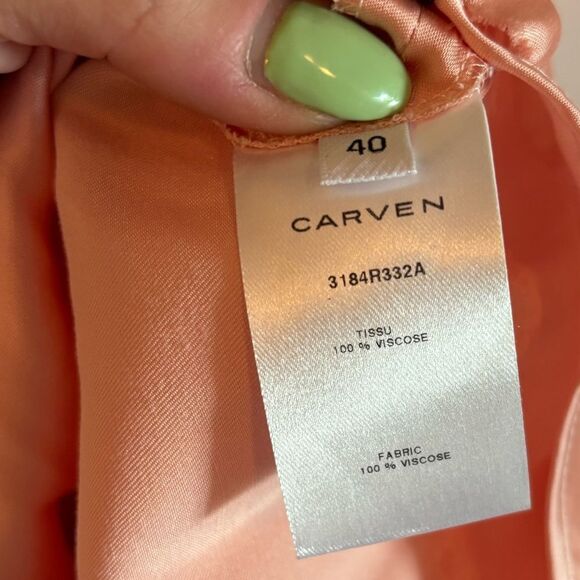 40
CARVEN
3184R332A
TISSU
100 % VISCOSE
FABRIC
100 % VISCOSE